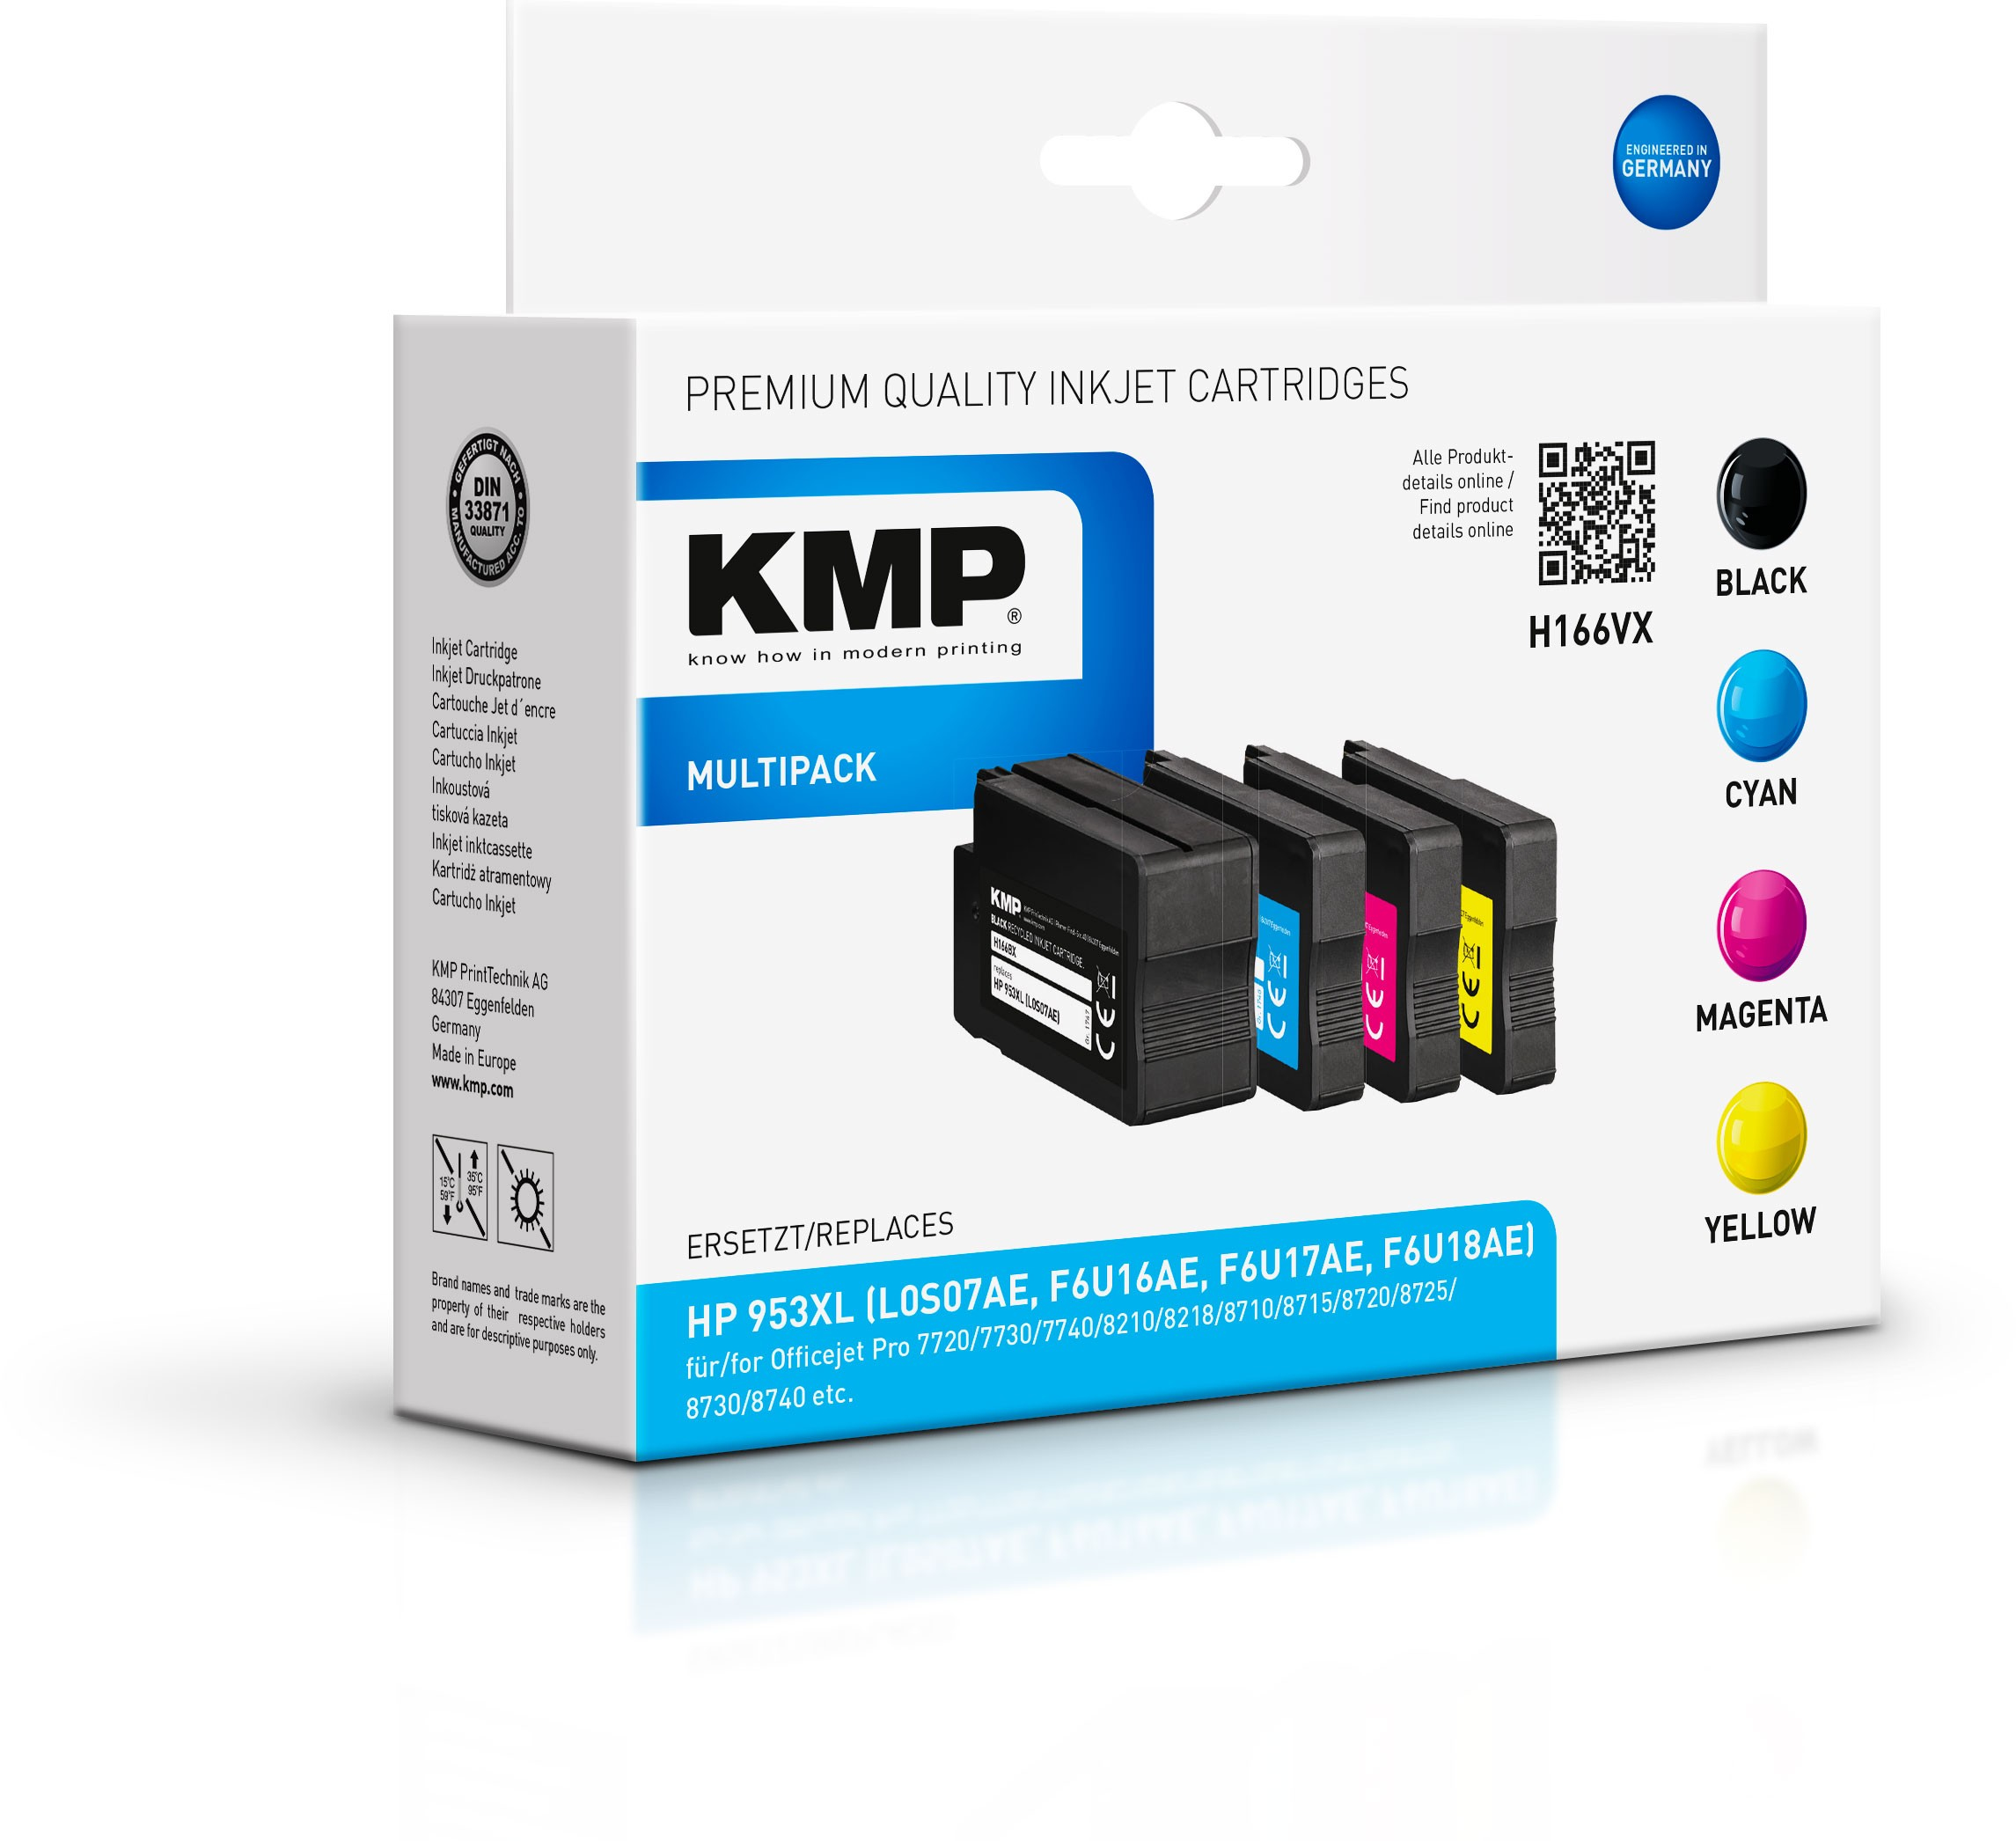 ENGINEERED IN
GERMANY
PREMIUM QUALITY INKJET CARTRIDGES
GEFERTIGT NACH
DIN
33871
QUALITY
MANUFACTURED ACC. TO
KMP®
know how in modern printing
MULTIPACK
Alle Produkt-
details online /
Find product
details online
H166VX
BLACK
CYAN
MAGENTA
YELLOW
Inkjet Cartridge
Inkjet Druckpatrone
Cartouche Jet d´encre
Cartuccia Inkjet
Cartucho Inkjet
Inkoustová
tisková kazeta
Inkjet inktcassette
Kartridż atramentowy
Cartucho Inkjet
KMP PrintTechnik AG
84307 Eggenfelden
Germany
Made in Europe
www.kmp.com
15°C
59°F
35°C
95°F
Brand names and trade marks are the
property of their respective holders
and are for descriptive purposes only.
KMP
BLACK RECYCLED INKJET CARTRIDGE
H166BX
replaces
HP 953XL (L0S07AE)
ERSETZT/REPLACES
HP 953XL (L0S07AE, F6U16AE, F6U17AE, F6U18AE)
für/for Officejet Pro 7720/7730/7740/8210/8218/8710/8715/8720/8725/
8730/8740 etc.